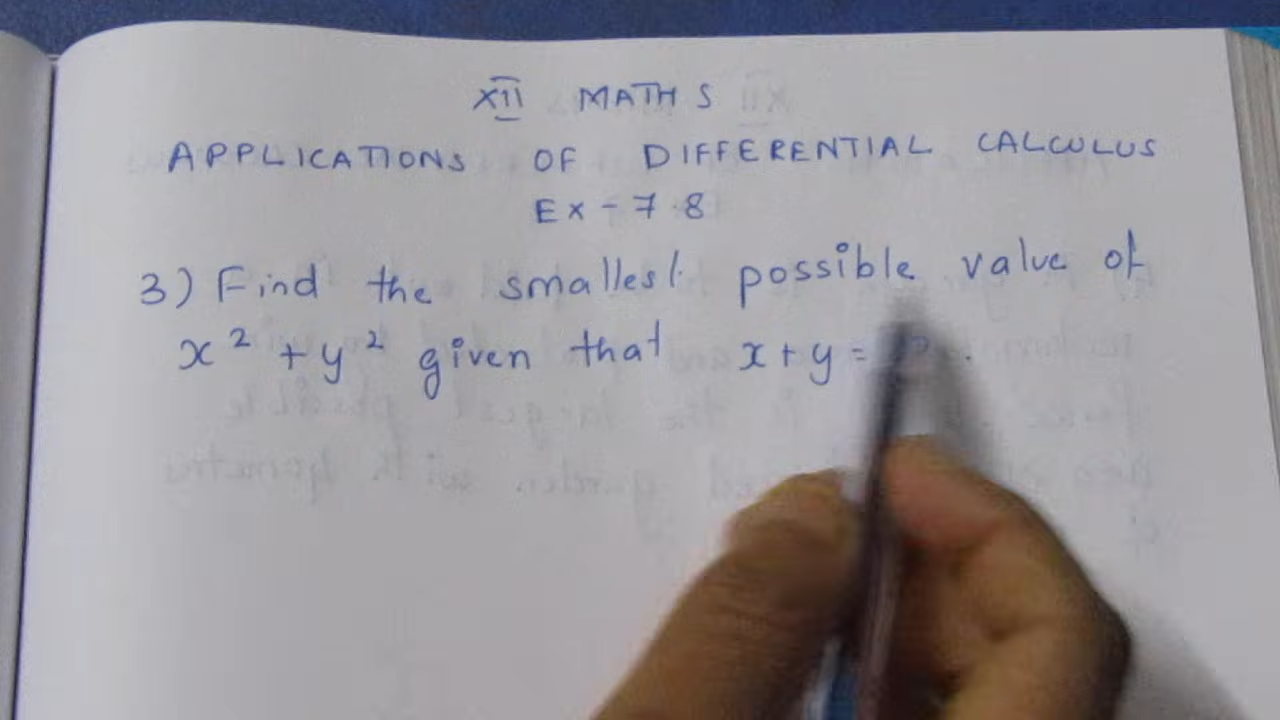 XII MATHS
APPLICATIONS OF DIFFERENTIAL CALCULUS
Ex - 7.8
3) Find the smallest possible value of
x² + y² given that x + y =